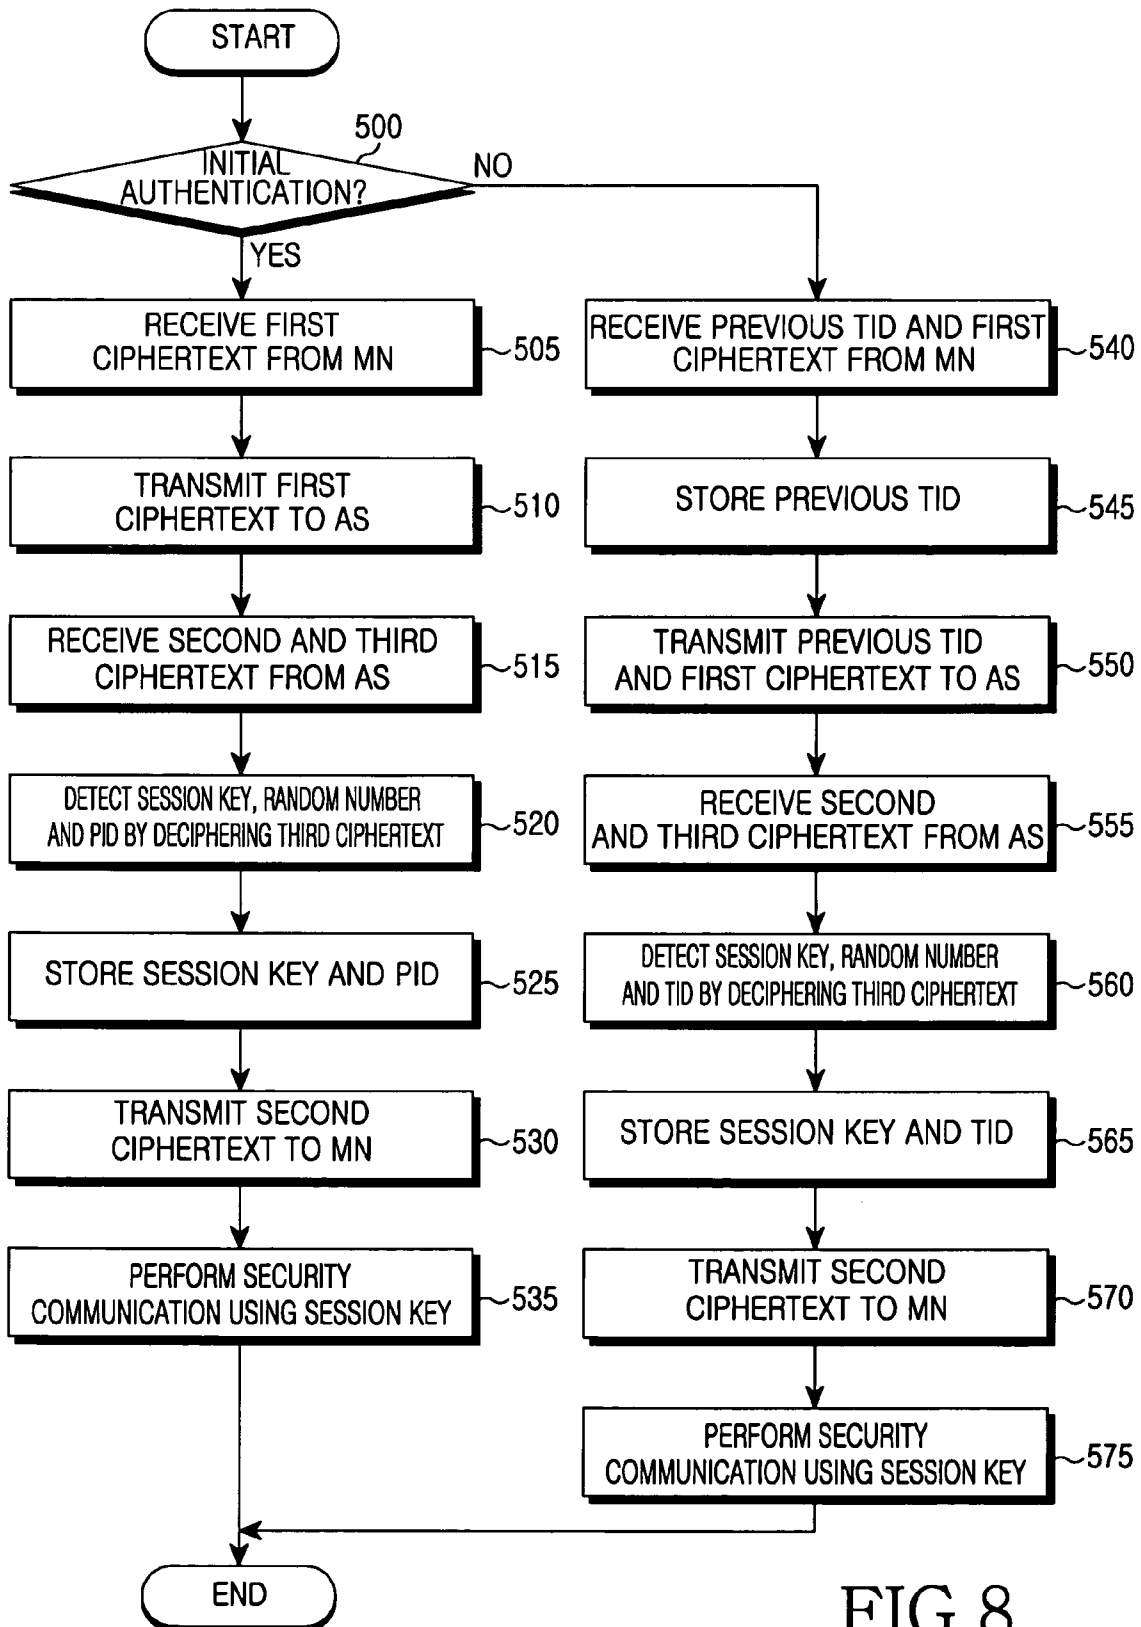 START
500
INITIAL
AUTHENTICATION?
NO
YES
RECEIVE FIRST
CIPHERTEXT FROM MN
505
TRANSMIT FIRST
CIPHERTEXT TO AS
510
RECEIVE SECOND AND THIRD
CIPHERTEXT FROM AS
515
DETECT SESSION KEY, RANDOM NUMBER
AND PID BY DECIPHERING THIRD CIPHERTEXT
520
STORE SESSION KEY AND PID
525
TRANSMIT SECOND
CIPHERTEXT TO MN
530
PERFORM SECURITY
COMMUNICATION USING SESSION KEY
535
RECEIVE PREVIOUS TID AND FIRST
CIPHERTEXT FROM MN
540
STORE PREVIOUS TID
545
TRANSMIT PREVIOUS TID
AND FIRST CIPHERTEXT TO AS
550
RECEIVE SECOND
AND THIRD CIPHERTEXT FROM AS
555
DETECT SESSION KEY, RANDOM NUMBER
AND TID BY DECIPHERING THIRD CIPHERTEXT
560
STORE SESSION KEY AND TID
565
TRANSMIT SECOND
CIPHERTEXT TO MN
570
PERFORM SECURITY
COMMUNICATION USING SESSION KEY
575
END
FIG.8